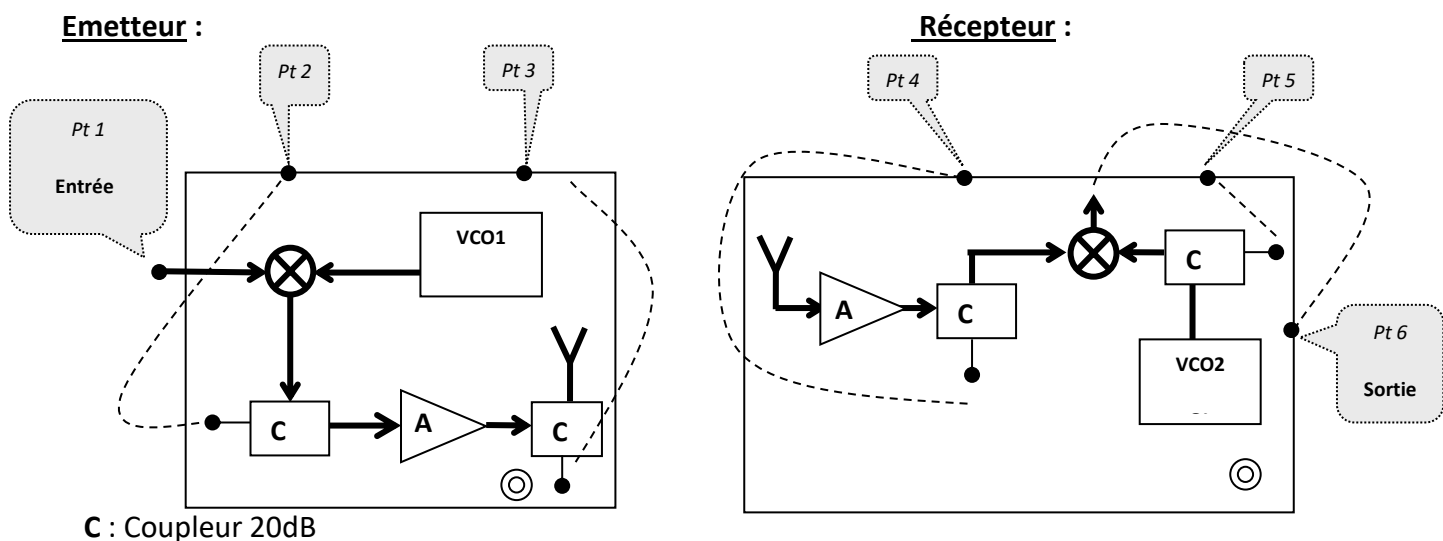 Emetteur :
Récepteur :
Pt 2
Pt 3
Pt 4
Pt 5
Pt 1
Entrée
VCO1
C
A
C
A
C
C
VCO2
Pt 6
Sortie
C : Coupleur 20dB